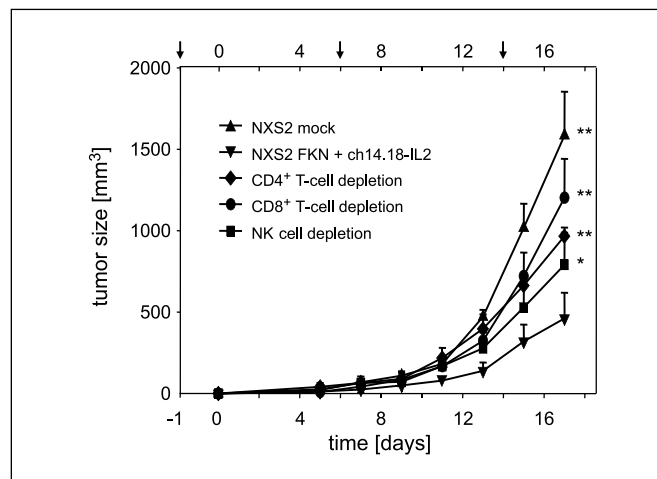 0 4 8 12 16
2000
1500
1000
500
0
tumor size [mm³]
NXS2 mock
NXS2 FKN + ch14.18-IL2
CD4⁺ T-cell depletion
CD8⁺ T-cell depletion
NK cell depletion
**
**
**
*
-1 0 4 8 12 16
time [days]